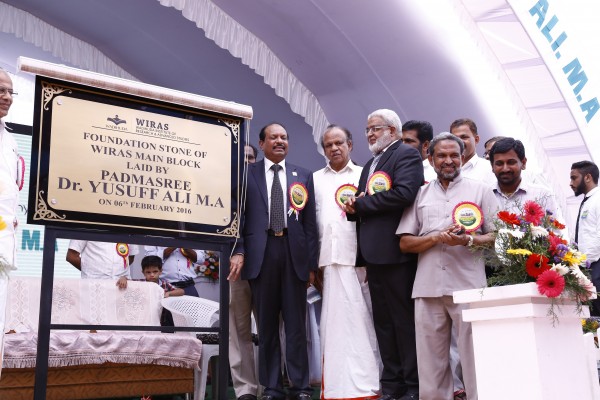 WIRAS
FOUNDATION STONE OF
WIRAS MAIN BLOCK
LAID BY
PADMASREE
Dr. YUSUFF ALI M.A
ON 06TH FEBRUARY 2016
ALI. M.A
M.A